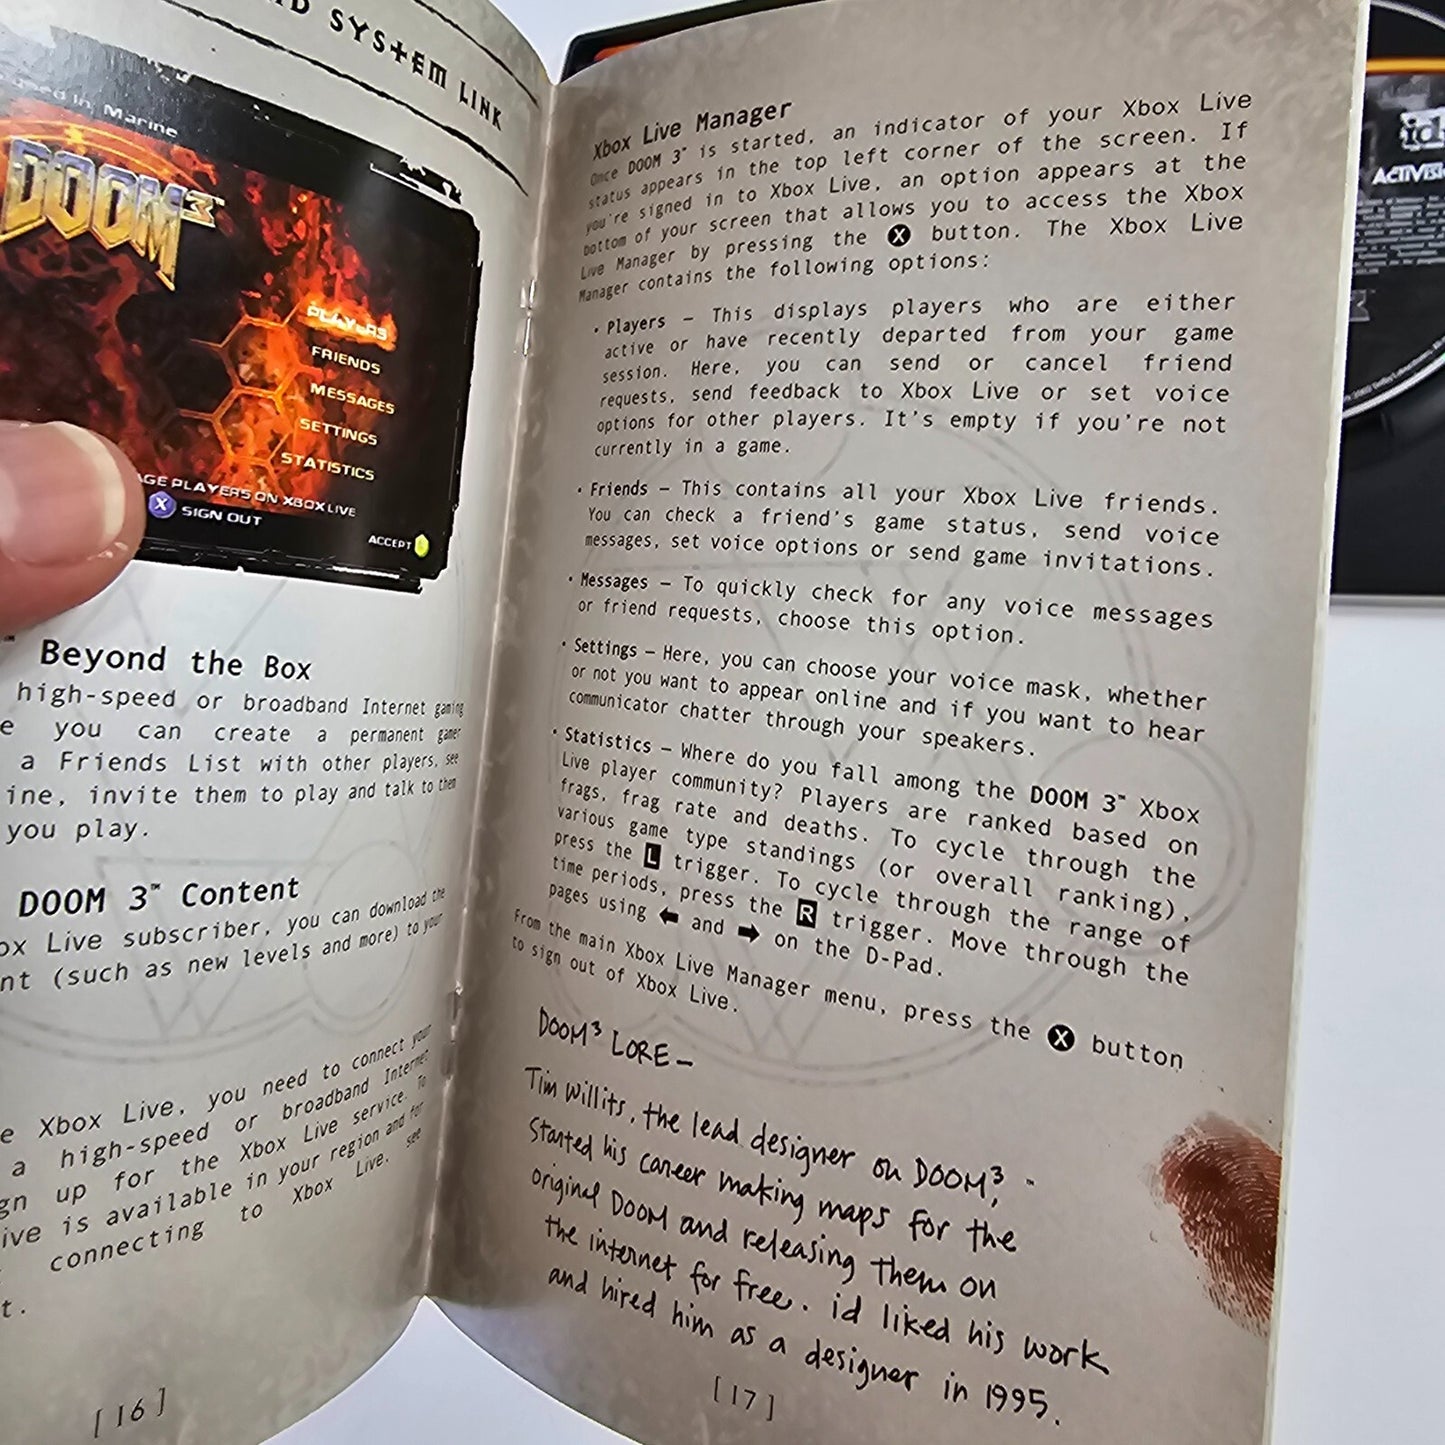 SYSTEM LINK
Marine
DOOM 3™
PLAYERS
FRIENDS
MESSAGES
SETTINGS
STATISTICS
PLAYERS ON XBOX LIVE
X SIGN OUT
ACCEPT
Beyond the Box
high-speed or broadband Internet gaming
you can create a permanent gamer
a Friends List with other players, see
invite them to play and talk to them
you play.
DOOM 3™ Content
Live subscriber, you can download the
(such as new levels and more) to your
Xbox Live, you need to connect your
a high-speed or broadband Internet
up for the Xbox Live service. To
is available in your region and for
connecting to Xbox Live, see
[16]
Xbox Live Manager
Once DOOM 3™ is started, an indicator of your Xbox Live
status appears in the top left corner of the screen. If
you're signed in to Xbox Live, an option appears at the
bottom of your screen that allows you to access the Xbox
Live Manager by pressing the X button. The Xbox Live
Manager contains the following options:
• Players – This displays players who are either
active or have recently departed from your game
session. Here, you can send or cancel friend
requests, send feedback to Xbox Live or set voice
options for other players. It's empty if you're not
currently in a game.
• Friends – This contains all your Xbox Live friends.
You can check a friend's game status, send voice
messages, set voice options or send game invitations.
• Messages – To quickly check for any voice messages
or friend requests, choose this option.
• Settings – Here, you can choose your voice mask, whether
or not you want to appear online and if you want to hear
communicator chatter through your speakers.
• Statistics – Where do you fall among the DOOM 3™ Xbox
Live player community? Players are ranked based on
frags, frag rate and deaths. To cycle through the
various game type standings (or overall ranking),
press the L trigger. To cycle through the range of
time periods, press the R trigger. Move through the
pages using ⬅ and ➡ on the D-Pad.
From the main Xbox Live Manager menu, press the X button
to sign out of Xbox Live.
DOOM³ LORE –
Tim Willits, the lead designer on DOOM³,
started his career making maps for the
original DOOM and releasing them on
the internet for free. id liked his work
and hired him as a designer in 1995.
[17]
id
ACTIVISI